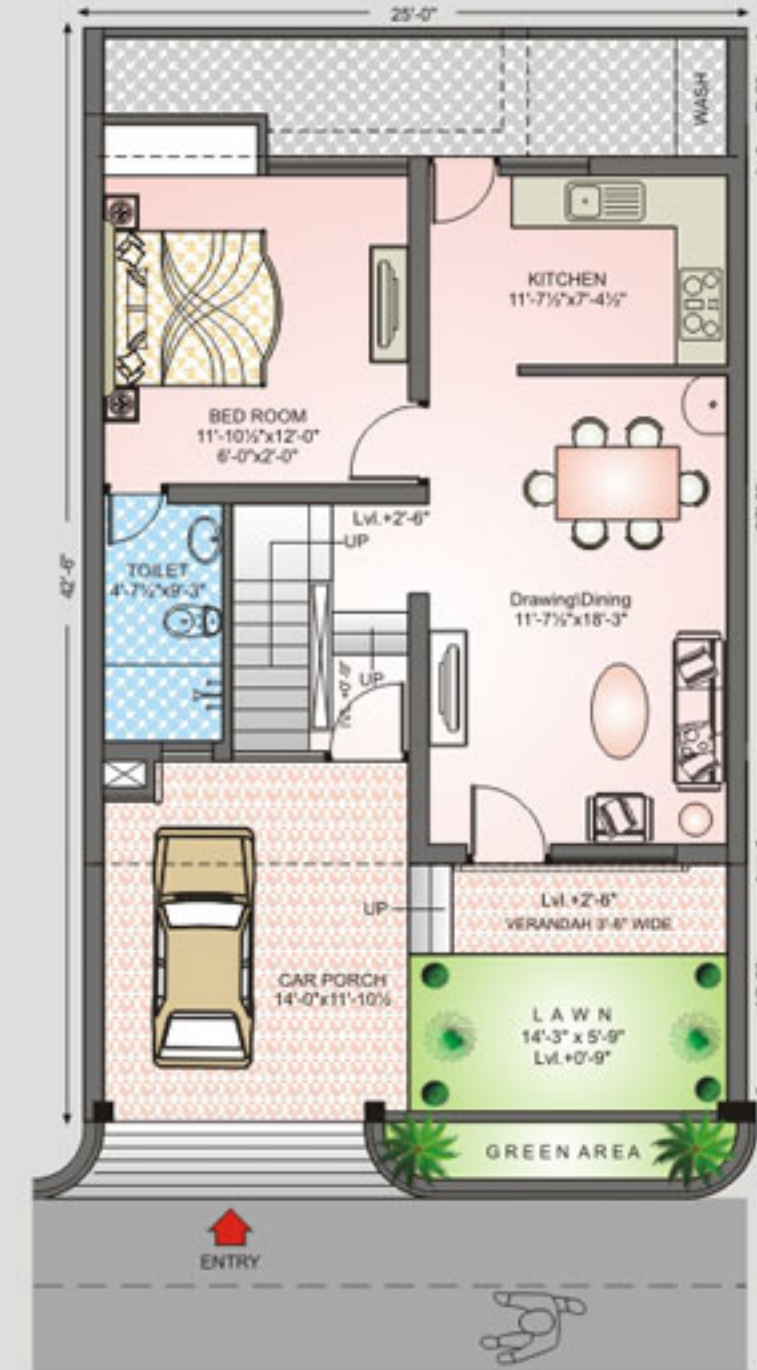 25'-0"
WASH
KITCHEN
11'-7½"x7'-4½"
BED ROOM
11'-10½"x12'-0"
6'-0"x2'-0"
Lvl.+2'-6"
UP
42'-6"
TOILET
4'-7½"x9'-3"
Drawing\Dining
11'-7½"x18'-3"
UP
+0'-9"
UP
Lvl.+2'-6"
VERANDAH 3'-6" WIDE
CAR PORCH
14'-0"x11'-10½
LAWN
14'-3" x 5'-9"
Lvl.+0'-9"
GREEN AREA
ENTRY